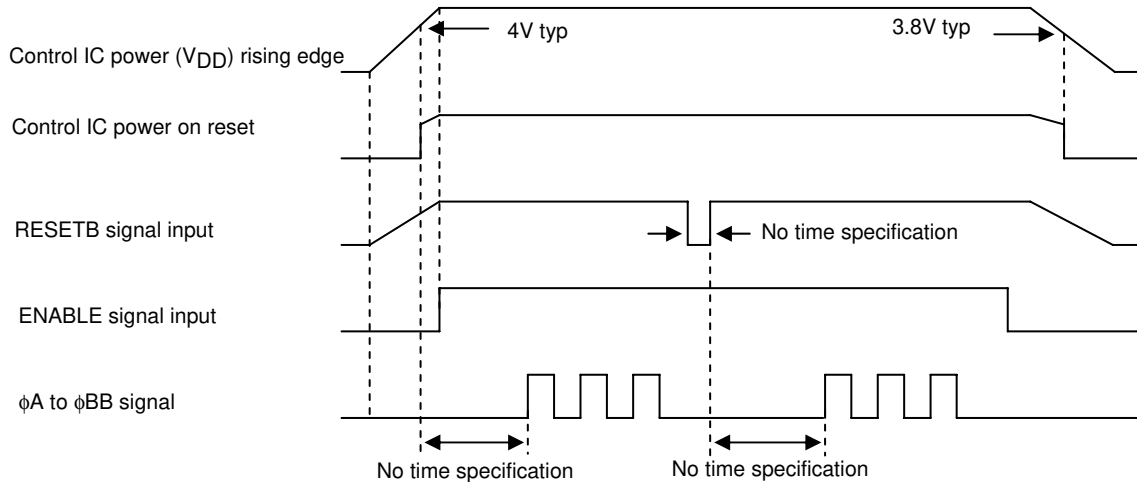 4V typ
3.8V typ
Control IC power (VDD) rising edge
Control IC power on reset
RESETB signal input
No time specification
ENABLE signal input
ϕA to ϕBB signal
No time specification
No time specification